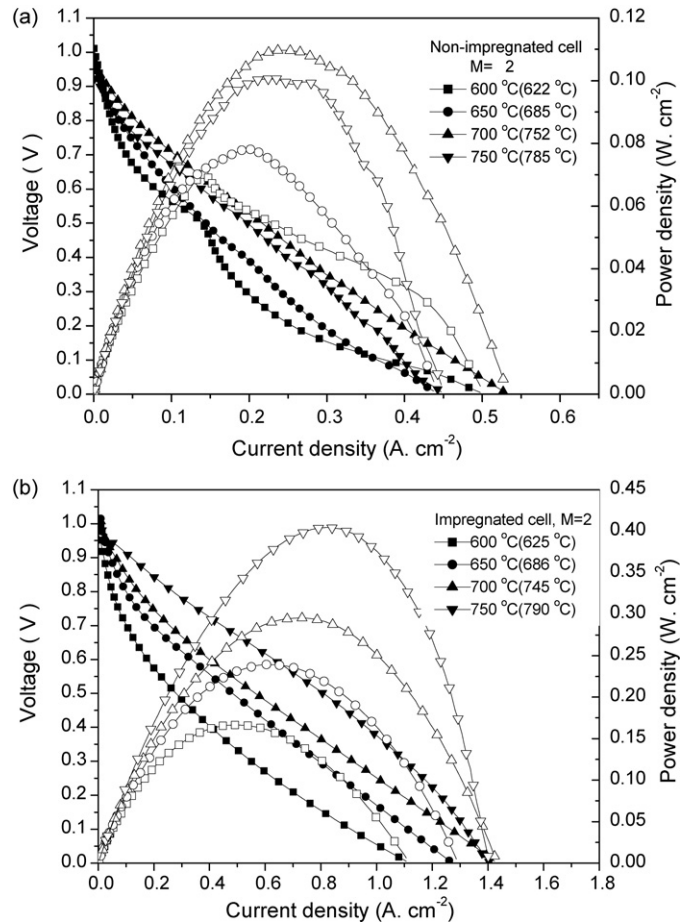 (a)
Non-impregnated cell
M= 2
600 °C(622 °C)
650 °C(685 °C)
700 °C(752 °C)
750 °C(785 °C)
Voltage ( V )
1.1
1.0
0.9
0.8
0.7
0.6
0.5
0.4
0.3
0.2
0.1
0.0
0.12
0.10
0.08
0.06
0.04
0.02
0.00
Power density (W. cm-2)
0.0 0.1 0.2 0.3 0.4 0.5 0.6
Current density (A. cm-2)
(b)
Impregnated cell, M=2
600 °C(625 °C)
650 °C(686 °C)
700 °C(745 °C)
750 °C(790 °C)
Voltage ( V )
1.1
1.0
0.9
0.8
0.7
0.6
0.5
0.4
0.3
0.2
0.1
0.0
0.45
0.40
0.35
0.30
0.25
0.20
0.15
0.10
0.05
0.00
Power density (W. cm-2)
0.0 0.2 0.4 0.6 0.8 1.0 1.2 1.4 1.6 1.8
Current density (A. cm-2)